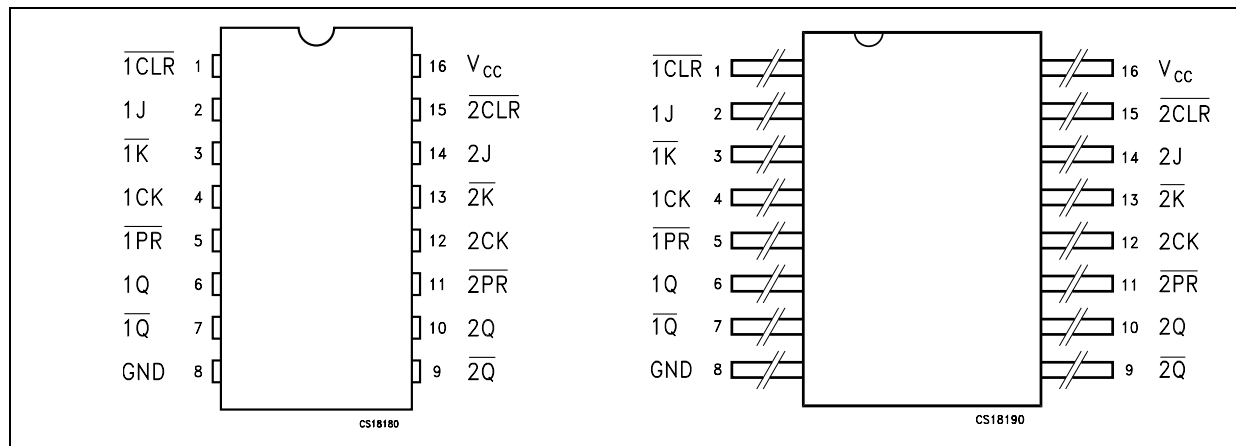 1CLR 1 16 VCC
1J 2 15 2CLR
1K 3 14 2J
1CK 4 13 2K
1PR 5 12 2CK
1Q 6 11 2PR
1Q 7 10 2Q
GND 8 9 2Q
CS18180
1CLR 1 16 VCC
1J 2 15 2CLR
1K 3 14 2J
1CK 4 13 2K
1PR 5 12 2CK
1Q 6 11 2PR
1Q 7 10 2Q
GND 8 9 2Q
CS18190